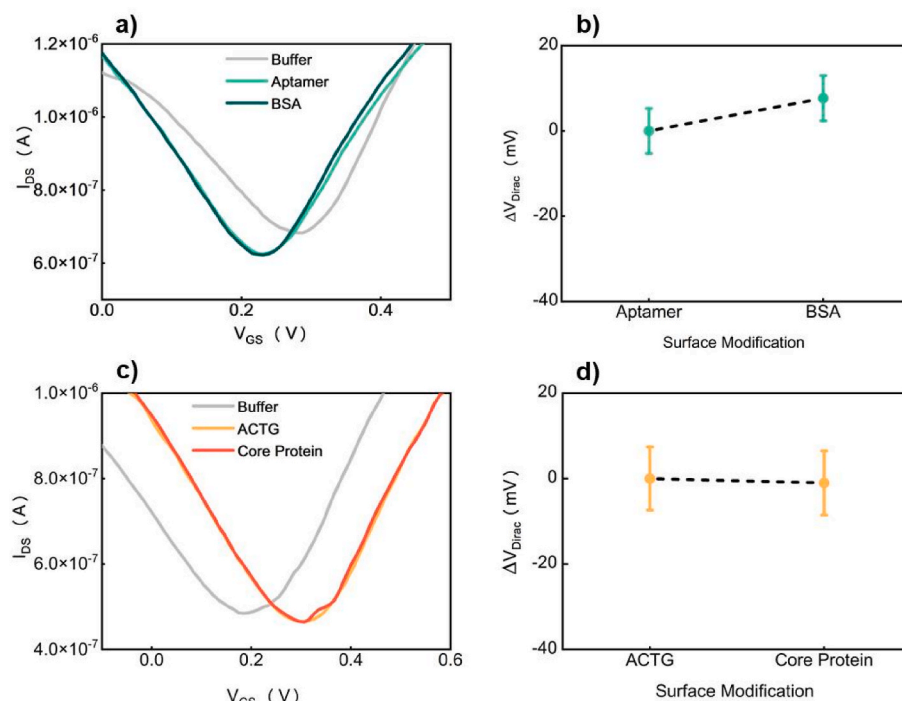 a)
1.2×10⁻⁶
1.0×10⁻⁶
8.0×10⁻⁷
6.0×10⁻⁷
I_DS (A)
Buffer
Aptamer
BSA
0.0 0.2 0.4
V_GS (V)
b)
20
0
-20
-40
ΔV_Dirac (mV)
Aptamer BSA
Surface Modification
c)
1.0×10⁻⁶
8.0×10⁻⁷
6.0×10⁻⁷
4.0×10⁻⁷
I_DS (A)
Buffer
ACTG
Core Protein
0.0 0.2 0.4 0.6
V_GS (V)
d)
20
0
-20
-40
ΔV_Dirac (mV)
ACTG Core Protein
Surface Modification